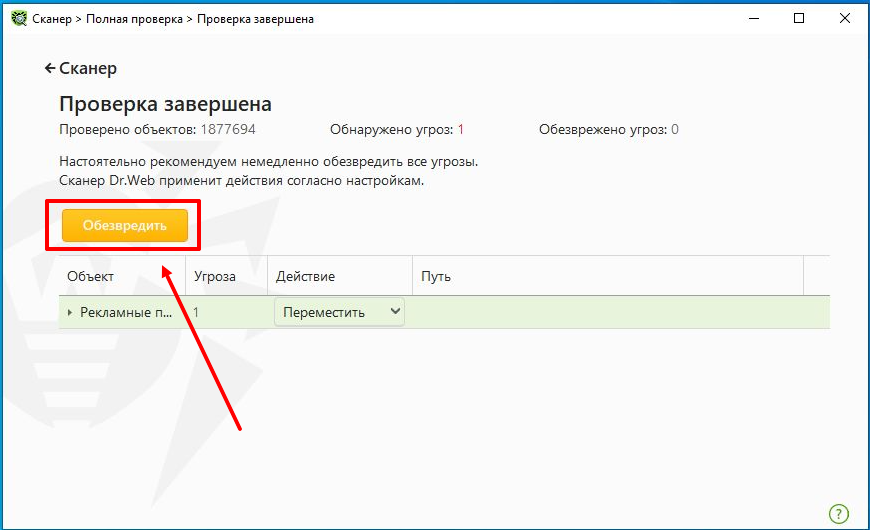 Сканер > Полная проверка > Проверка завершена
Сканер
Проверка завершена
Проверено объектов: 1877694 Обнаружено угроз: 1 Обезврежено угроз: 0
Настоятельно рекомендуем немедленно обезвредить все угрозы.
Сканер Dr.Web применит действия согласно настройкам.
Обезвредить
Объект Угроза Действие Путь
Рекламные п... 1 Переместить
?